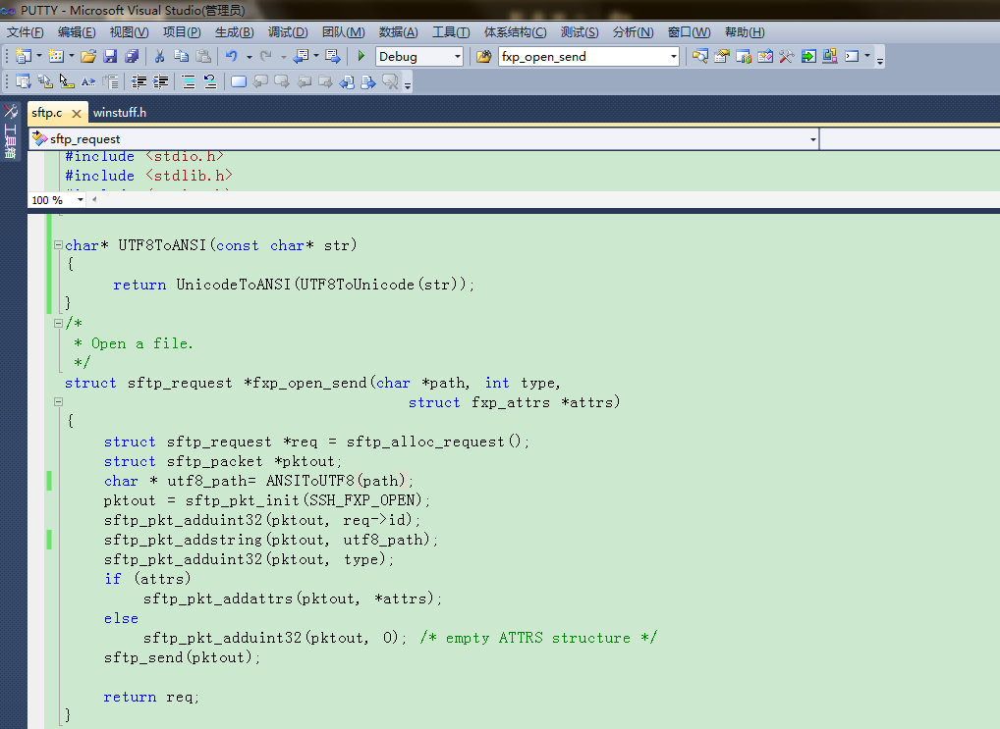 PUTTY - Microsoft Visual Studio(管理员)
文件(F) 编辑(E) 视图(V) 项目(P) 生成(B) 调试(D) 团队(M) 数据(A) 工具(T) 体系结构(C) 测试(S) 分析(N) 窗口(W) 帮助(H)
Debug fxp_open_send
sftp.c winstuff.h
工具箱
sftp_request
#include <stdio.h>
#include <stdlib.h>
100 %
char* UTF8ToANSI(const char* str)
{
return UnicodeToANSI(UTF8ToUnicode(str));
}
/*
* Open a file.
*/
struct sftp_request *fxp_open_send(char *path, int type,
struct fxp_attrs *attrs)
{
struct sftp_request *req = sftp_alloc_request();
struct sftp_packet *pktout;
char * utf8_path= ANSIToUTF8(path);
pktout = sftp_pkt_init(SSH_FXP_OPEN);
sftp_pkt_adduint32(pktout, req->id);
sftp_pkt_addstring(pktout, utf8_path);
sftp_pkt_adduint32(pktout, type);
if (attrs)
sftp_pkt_addattrs(pktout, *attrs);
else
sftp_pkt_adduint32(pktout, 0); /* empty ATTRS structure */
sftp_send(pktout);
return req;
}